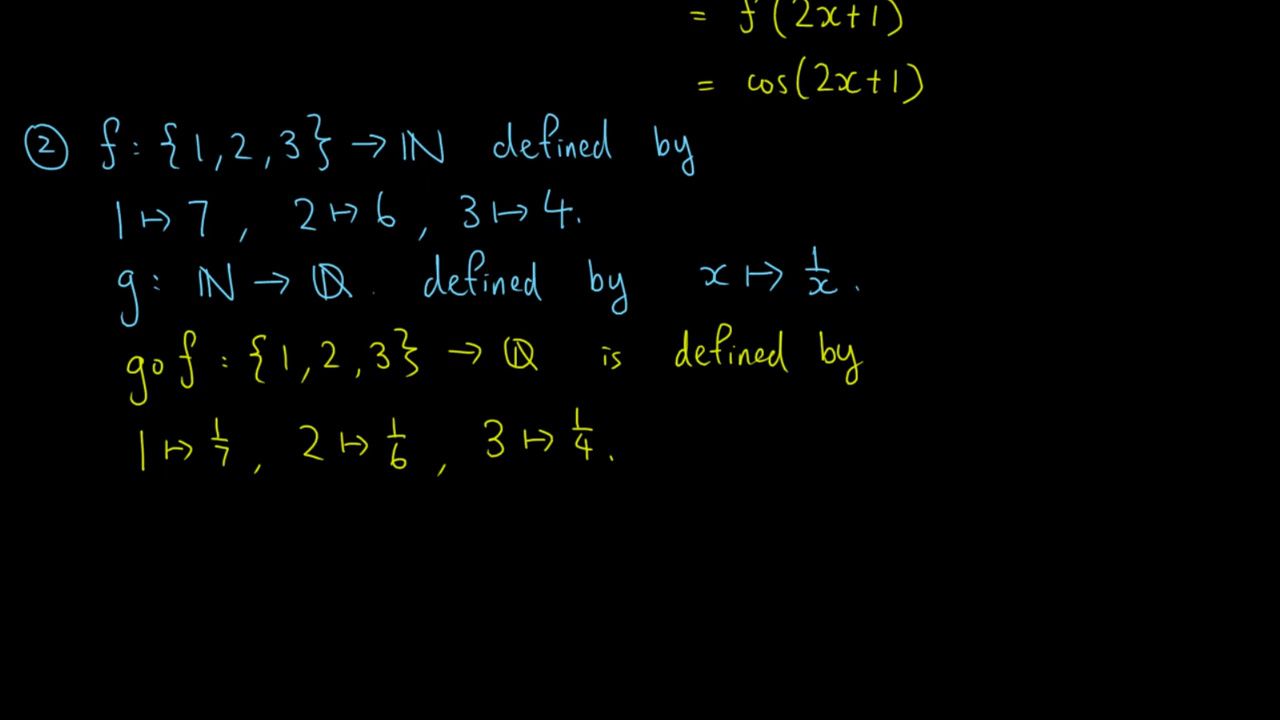 = f(2x+1)
= cos(2x+1)
② f: {1, 2, 3} → ℕ defined by
1 ↦ 7, 2 ↦ 6, 3 ↦ 4.
g: ℕ → ℚ. defined by x ↦ 1/x.
g∘f : {1, 2, 3} → ℚ is defined by
1 ↦ 1/7, 2 ↦ 1/6, 3 ↦ 1/4.